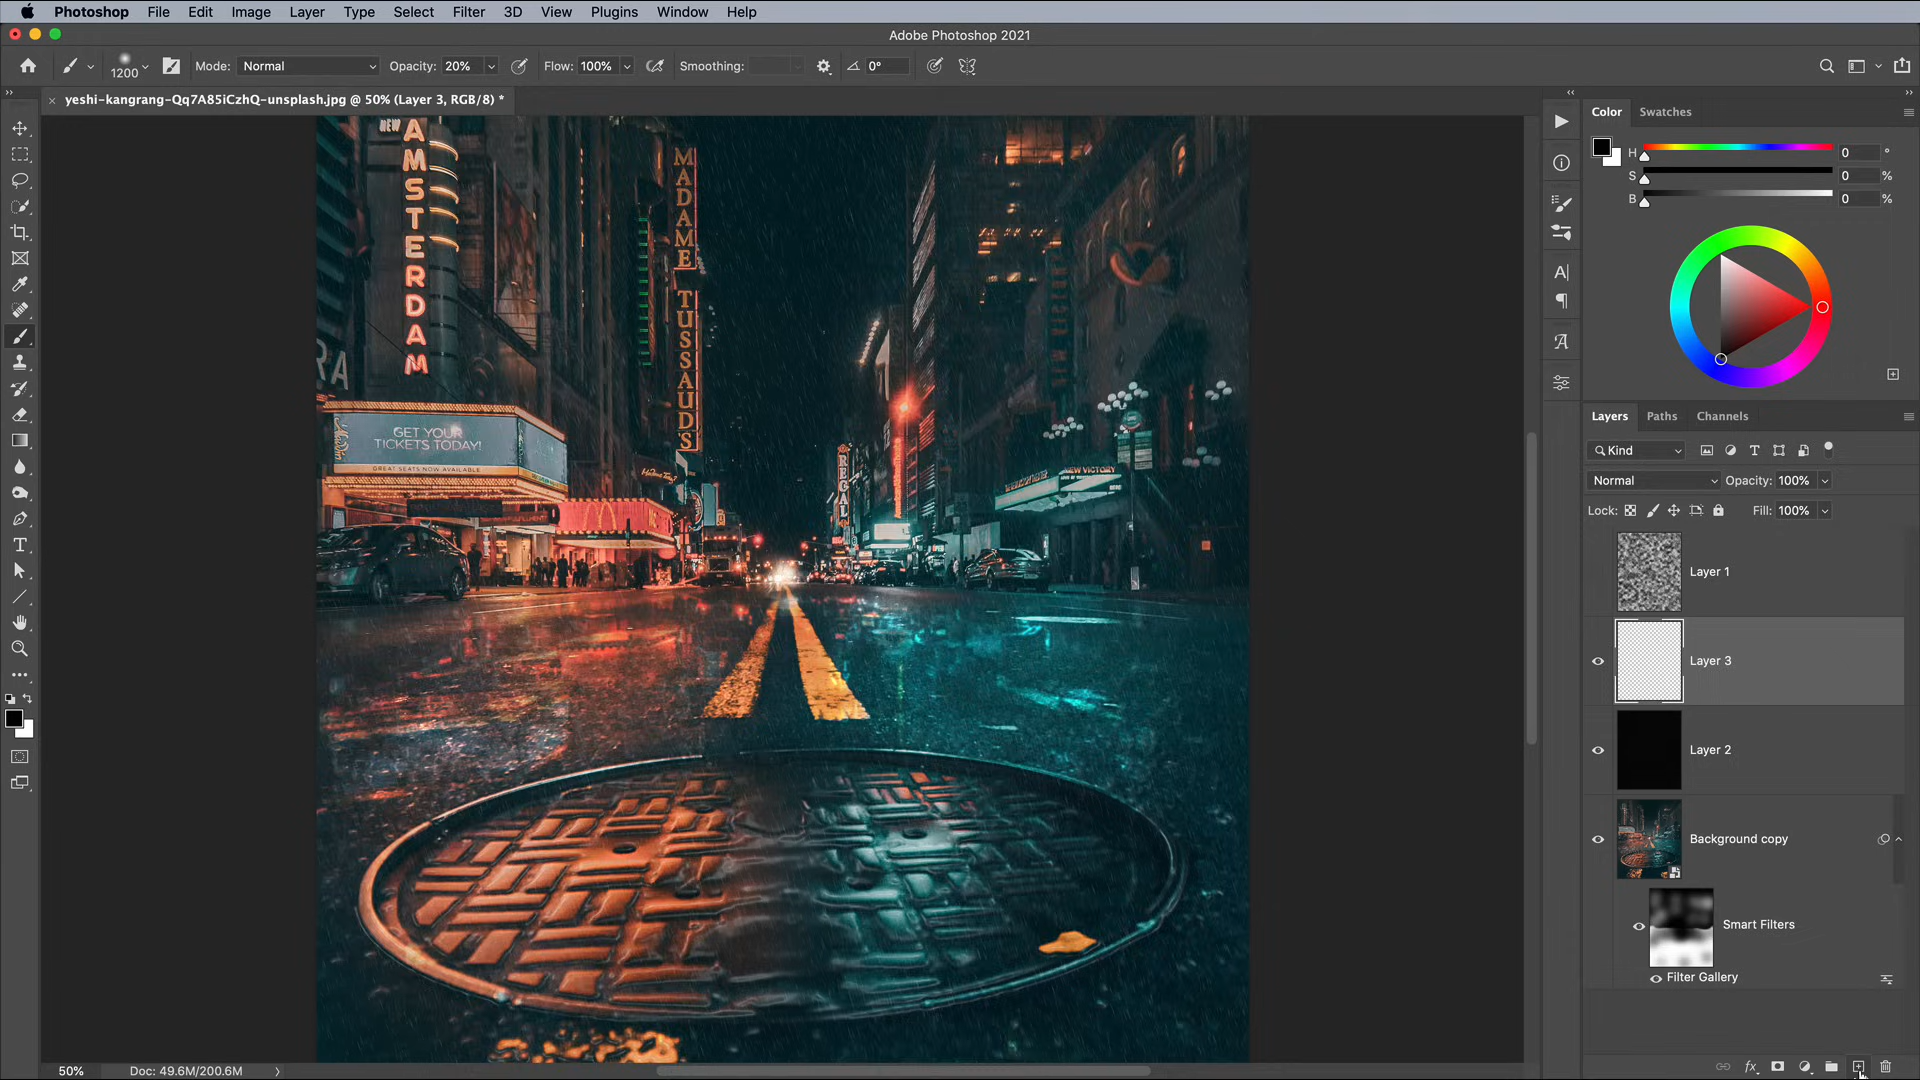 Photoshop File Edit Image Layer Type Select Filter 3D View Plugins Window Help
Adobe Photoshop 2021
1200 Mode: Normal Opacity: 20% Flow: 100% Smoothing: 0°
yeshi-kangrang-Qq7A85iCzhQ-unsplash.jpg @ 50% (Layer 3, RGB/8) *
Color Swatches
H 0 °
S 0 %
B 0 %
Layers Paths Channels
Kind
Normal Opacity: 100%
Lock: Fill: 100%
Layer 1
Layer 3
Layer 2
Background copy
Smart Filters
Filter Gallery
NEW
AMSTERDAM
MADAME
TUSSAUD'S
RA
Aladdin
GET YOUR
TICKETS TODAY!
GREAT SEATS NOW AVAILABLE
REGAL
NEW VICTORY
50% Doc: 49.6M/200.6M